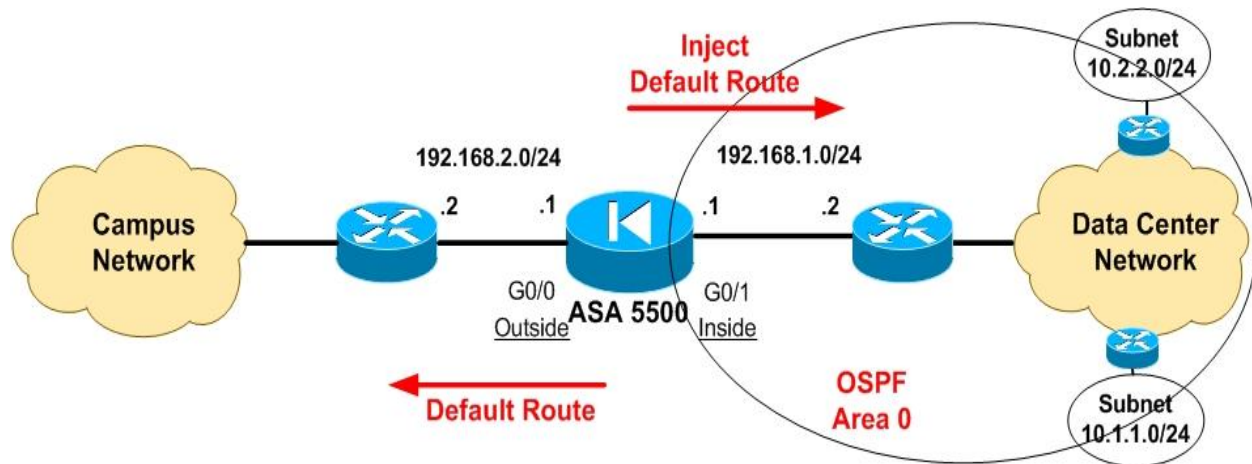 Inject
Default Route
Subnet
10.2.2.0/24
192.168.2.0/24
192.168.1.0/24
Campus
Network
.2
.1
.1
.2
Data Center
Network
G0/0
Outside
ASA 5500
G0/1
Inside
Default Route
OSPF
Area 0
Subnet
10.1.1.0/24